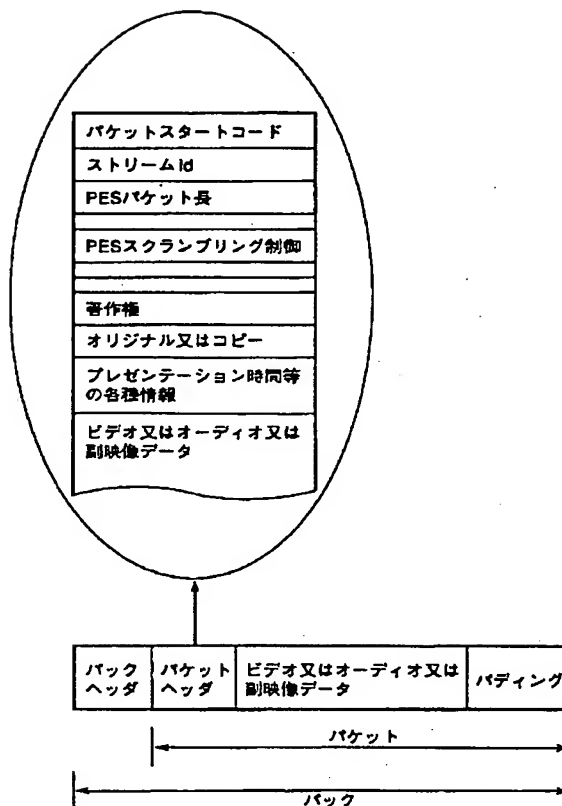 パケットスタートコード
ストリームid
PESパケット長
PESスクランブリング制御
著作権
オリジナル又はコピー
プレゼンテーション時間等
の各種情報
ビデオ又はオーディオ又は
副映像データ
パック
ヘッダ
パケット
ヘッダ
ビデオ又はオーディオ又は
副映像データ
パディング
パケット
パック